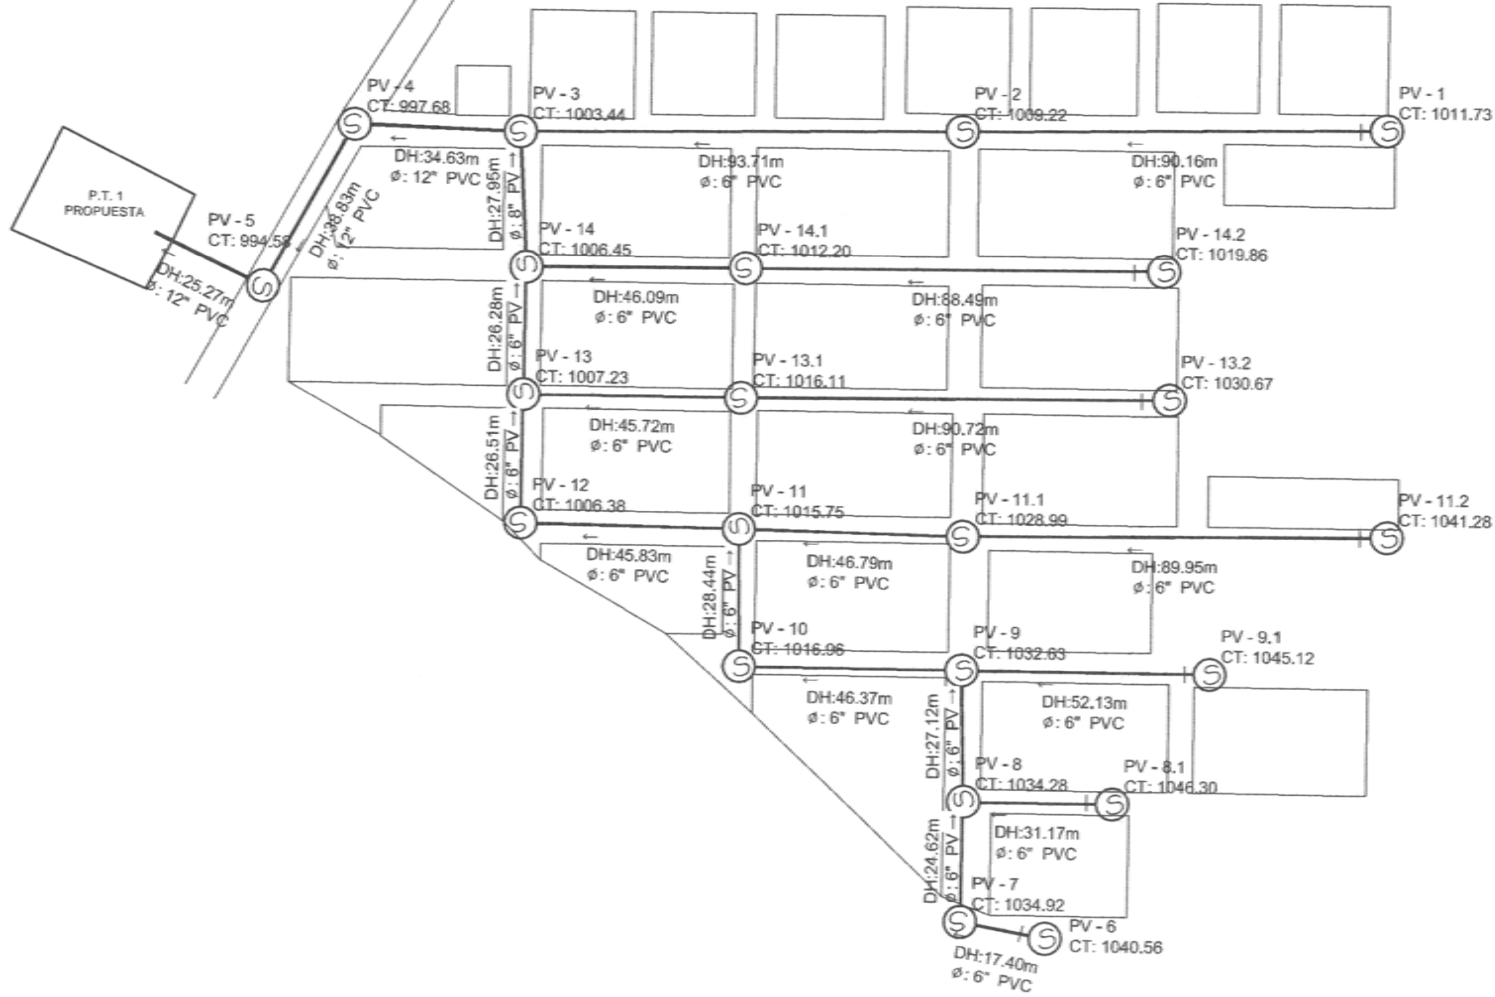 PV - 4
CT: 997.68
PV - 3
CT: 1003.44
PV - 2
CT: 1009.22
PV - 1
CT: 1011.73
DH:34.63m
ø: 12" PVC
DH:93.71m
ø: 6" PVC
DH:90.16m
ø: 6" PVC
P.T. 1
PROPUESTA
PV - 5
CT: 994.58
DH:38.83m
ø: 12" PVC
DH:25.27m
ø: 12" PVC
DH:27.95m
ø: 8" PV
PV - 14
CT: 1006.45
PV - 14.1
CT: 1012.20
PV - 14.2
CT: 1019.86
DH:46.09m
ø: 6" PVC
DH:88.49m
ø: 6" PVC
DH:26.28m
ø: 6" PV
PV - 13
CT: 1007.23
PV - 13.1
CT: 1016.11
PV - 13.2
CT: 1030.67
DH:45.72m
ø: 6" PVC
DH:90.72m
ø: 6" PVC
DH:26.51m
ø: 6" PV
PV - 12
CT: 1006.38
PV - 11
CT: 1015.75
PV - 11.1
CT: 1028.99
PV - 11.2
CT: 1041.28
DH:45.83m
ø: 6" PVC
DH:46.79m
ø: 6" PVC
DH:89.95m
ø: 6" PVC
DH:28.44m
ø: 6" PV
PV - 10
CT: 1016.96
PV - 9
CT: 1032.63
PV - 9.1
CT: 1045.12
DH:46.37m
ø: 6" PVC
DH:52.13m
ø: 6" PVC
DH:27.12m
ø: 6" PV
PV - 8
CT: 1034.28
PV - 8.1
CT: 1046.30
DH:31.17m
ø: 6" PVC
DH:24.62m
ø: 6" PV
PV - 7
CT: 1034.92
PV - 6
CT: 1040.56
DH:17.40m
ø: 6" PVC